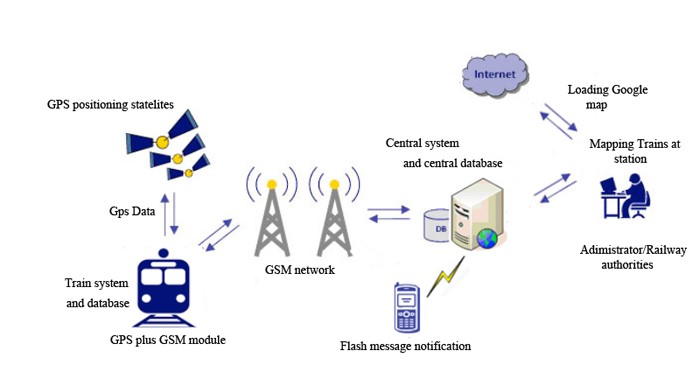 Internet
Loading Google
map
GPS positioning statelites
Central system
and central database
Mapping Trains at
station
Gps Data
DB
GSM network
Train system
and database
Adimistrator/Railway
authorities
GPS plus GSM module
Flash message notification